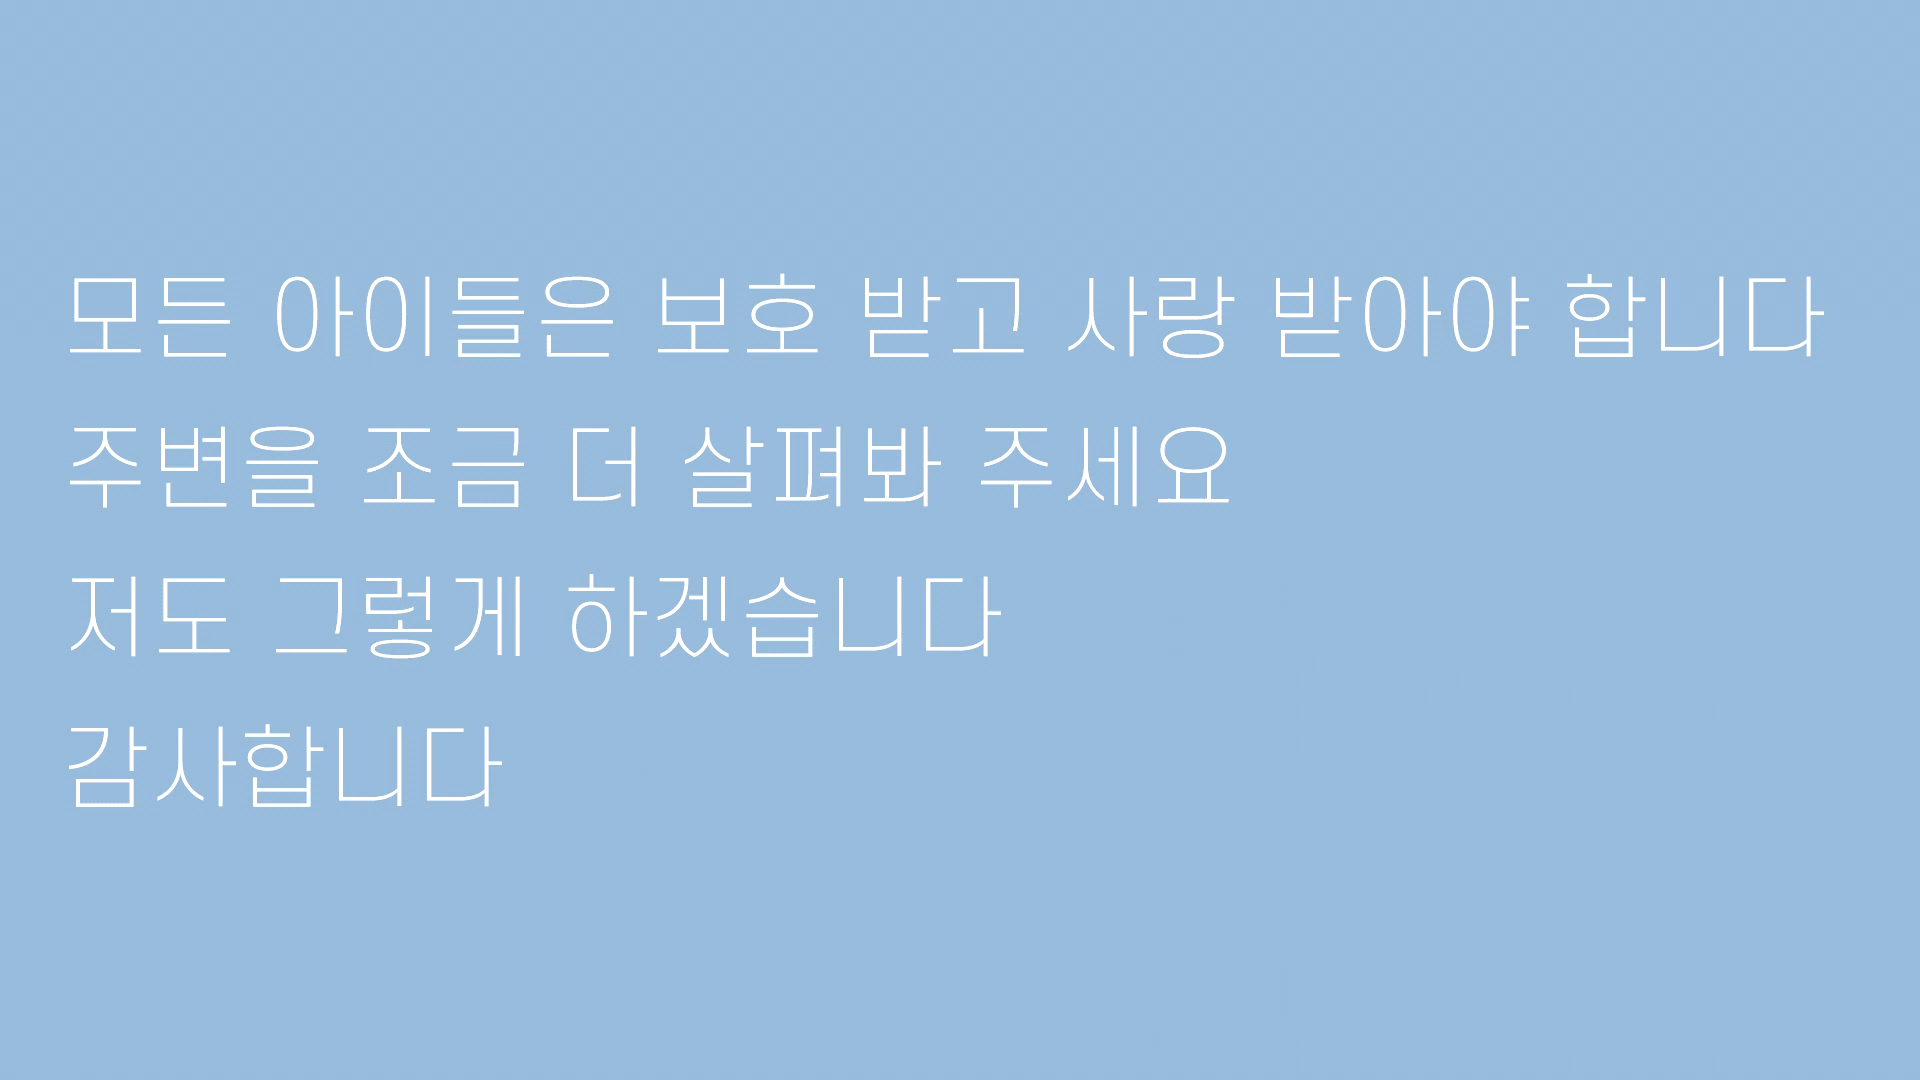 모든 아이들은 보호 받고 사랑 받아야 합니다
주변을 조금 더 살펴봐 주세요
저도 그렇게 하겠습니다
감사합니다